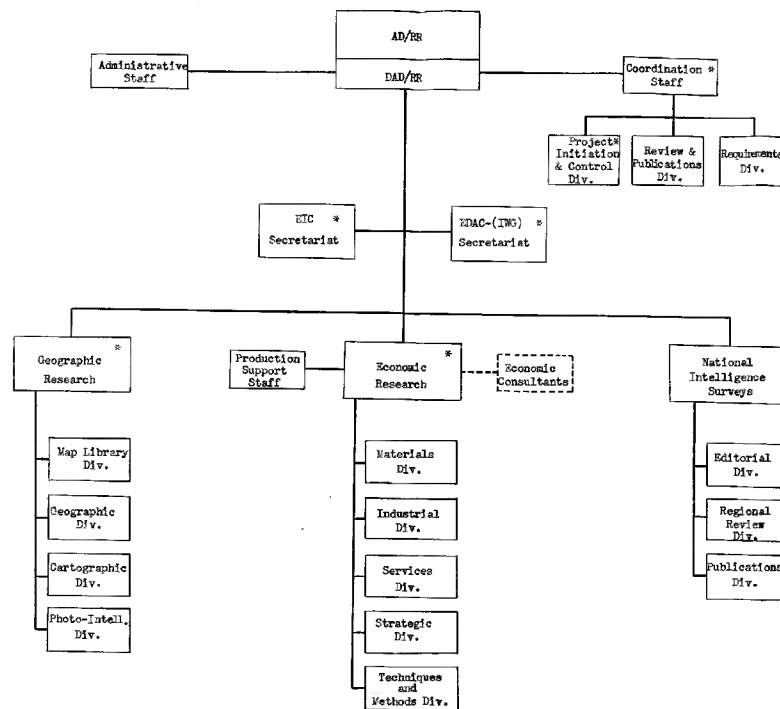 AD/RR
DAD/RR
Administrative
Staff
Coordination *
Staff
Project*
Initiation
& Control
Div.
Review &
Publications
Div.
Requirements
Div.
EIC *
Secretariat
EDAC-(IWG) *
Secretariat
Geographic *
Research
Production
Support
Staff
Economic *
Research
Economic
Consultants
National
Intelligence
Surveys
Map Library
Div.
Geographic
Div.
Cartographic
Div.
Photo-Intell.
Div.
Materials
Div.
Industrial
Div.
Services
Div.
Strategic
Div.
Techniques
and
Methods Div.
Editorial
Div.
Regional
Review
Div.
Publications
Div.